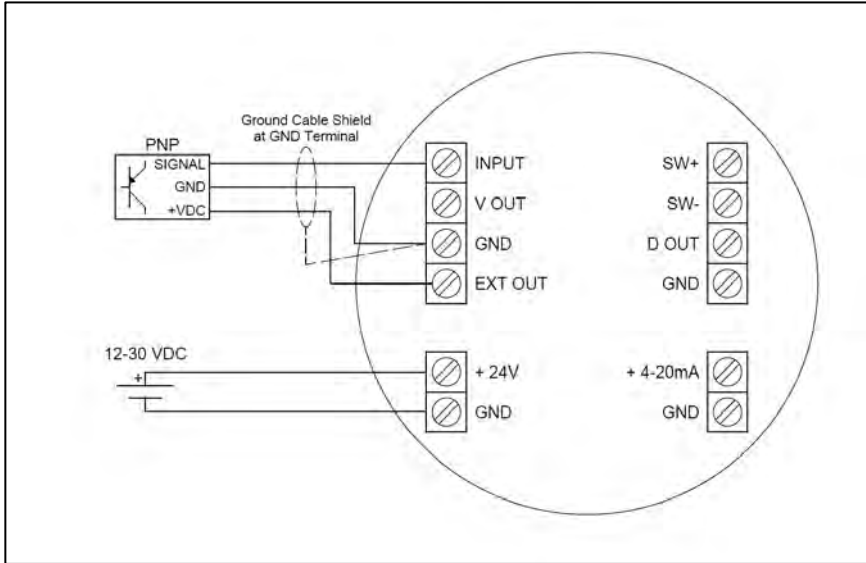 Ground Cable Shield
at GND Terminal
PNP
SIGNAL
GND
+VDC
INPUT
V OUT
GND
EXT OUT
SW+
SW-
D OUT
GND
12-30 VDC
+
+ 24V
GND
+ 4-20mA
GND